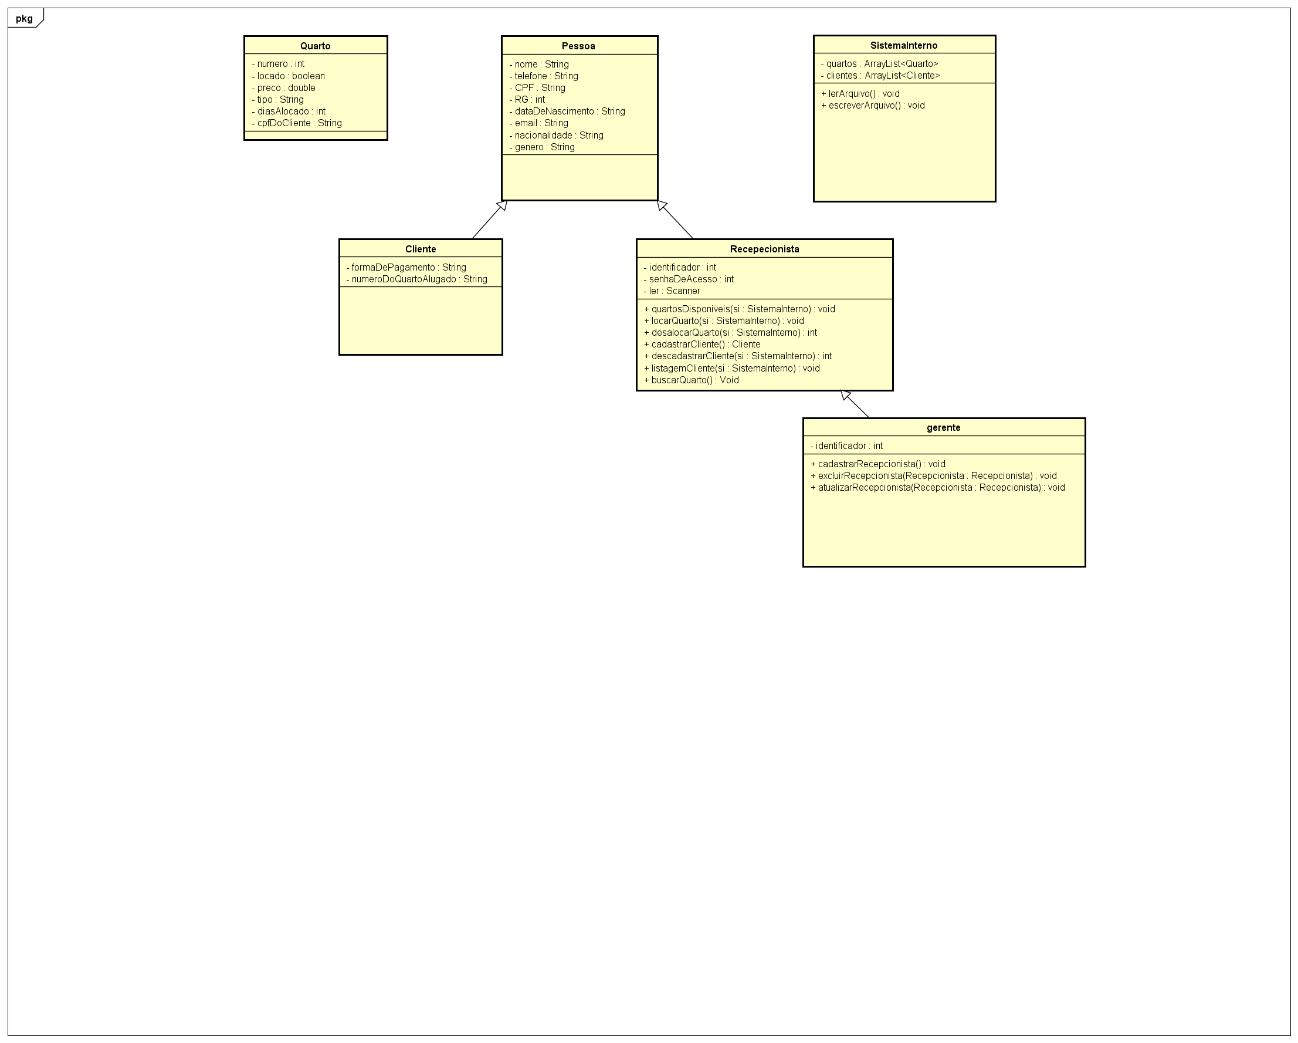 pkg
Quarto
- numero : int
- locado : boolean
- preco : double
- tipo : String
- diasAlocado : int
- cpfDoCliente : String
Pessoa
- nome : String
- telefone : String
- CPF : String
- RG : int
- dataDeNascimento : String
- email : String
- nacionalidade : String
- genero : String
SistemaInterno
- quartos : ArrayList<Quarto>
- clientes : ArrayList<Cliente>
+ lerArquivo() : void
+ escreverArquivo() : void
Cliente
- formaDePagamento : String
- numeroDoQuartoAlugado : String
Recepecionista
- identificador : int
- senhaDeAcesso : int
- ler : Scanner
+ quartosDisponiveis(si : SistemaInterno) : void
+ locarQuarto(si : SistemaInterno) : void
+ desalocarQuarto(si : SistemaInterno) : int
+ cadastrarCliente() : Cliente
+ descadastrarCliente(si : SistemaInterno) : int
+ listagemCliente(si : SistemaInterno) : void
+ buscarQuarto() : Void
gerente
- identificador : int
+ cadastrarRecepcionista() : void
+ excluirRecepcionista(Recepcionista : Recepcionista) : void
+ atualizarRecepcionista(Recepcionista : Recepcionista) : void